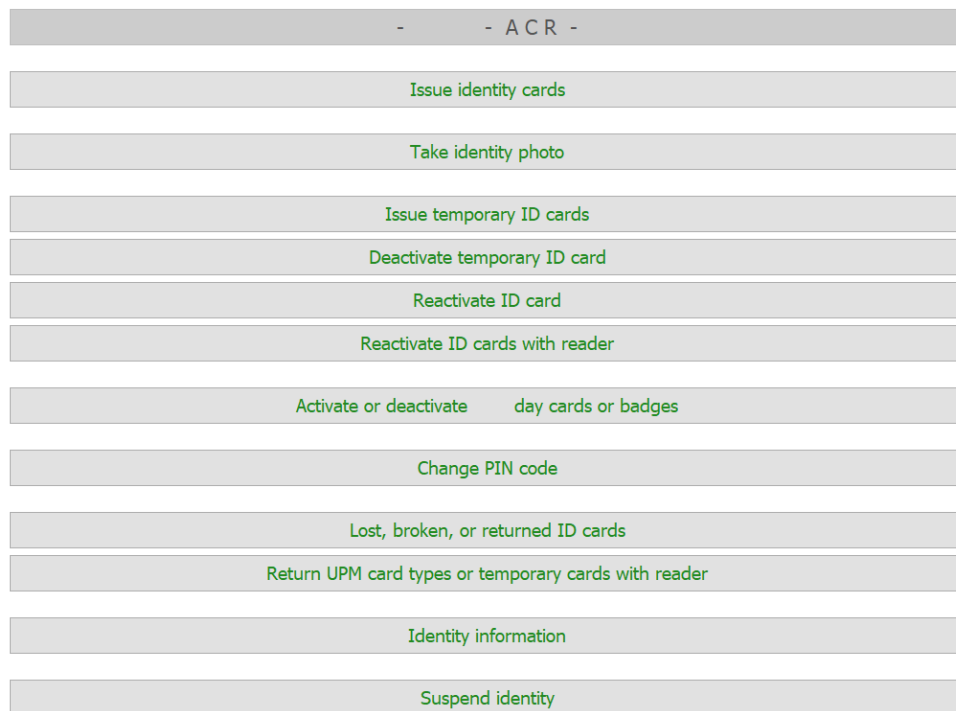 - - A C R -
Issue identity cards
Take identity photo
Issue temporary ID cards
Deactivate temporary ID card
Reactivate ID card
Reactivate ID cards with reader
Activate or deactivate day cards or badges
Change PIN code
Lost, broken, or returned ID cards
Return UPM card types or temporary cards with reader
Identity information
Suspend identity